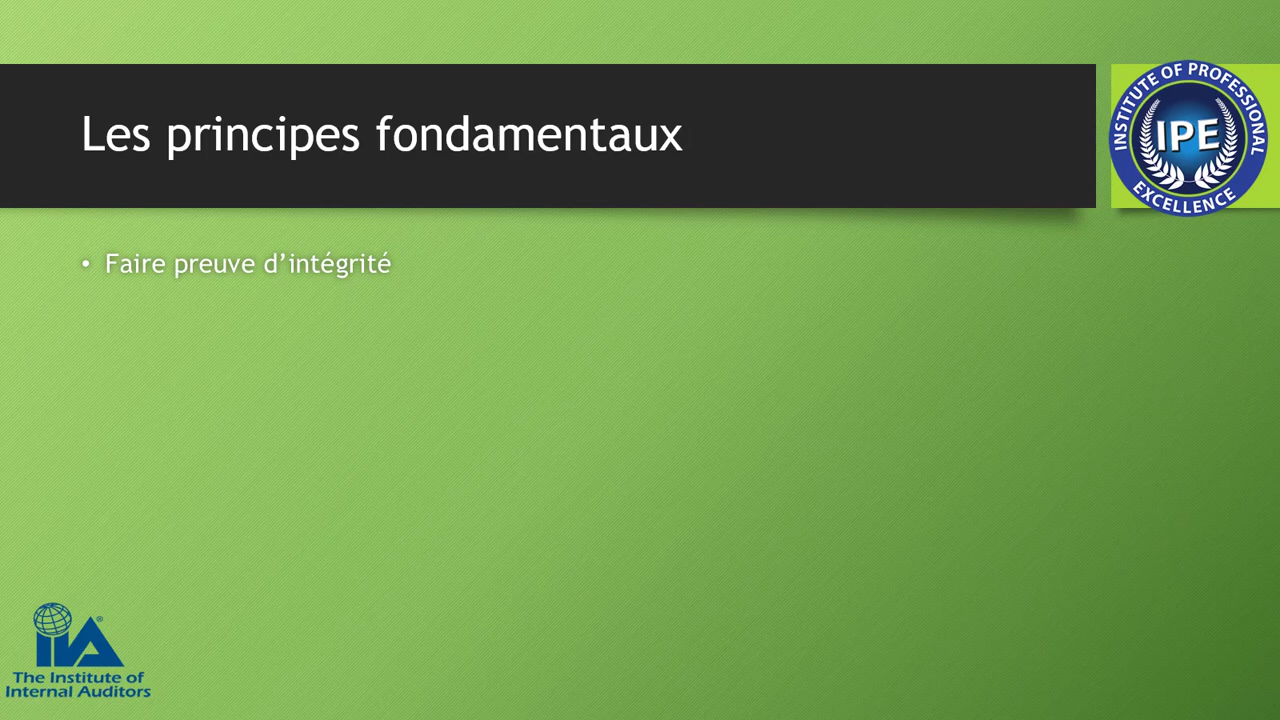 Les principes fondamentaux
INSTITUTE OF PROFESSIONAL
IPE
EXCELLENCE
• Faire preuve d’intégrité
IIA®
The Institute of
Internal Auditors